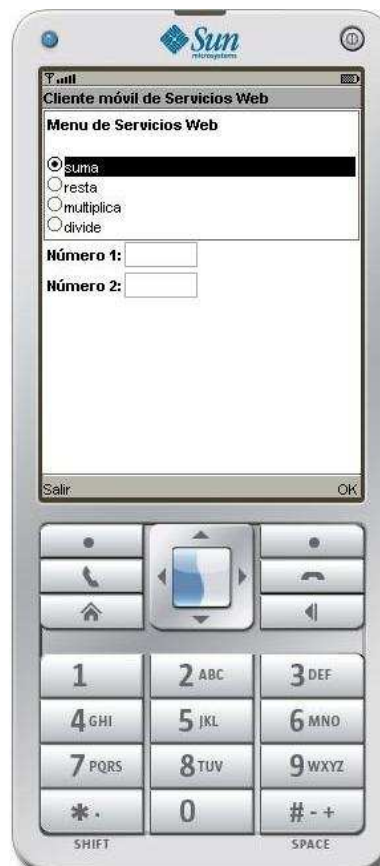 Sun
microsystems
Cliente móvil de Servicios Web
Menu de Servicios Web
suma
resta
multiplica
divide
Número 1:
Número 2:
Salir OK
1 2 ABC 3 DEF
4 GHI 5 JKL 6 MNO
7 PQRS 8 TUV 9 WXYZ
* . 0 # - +
SHIFT SPACE